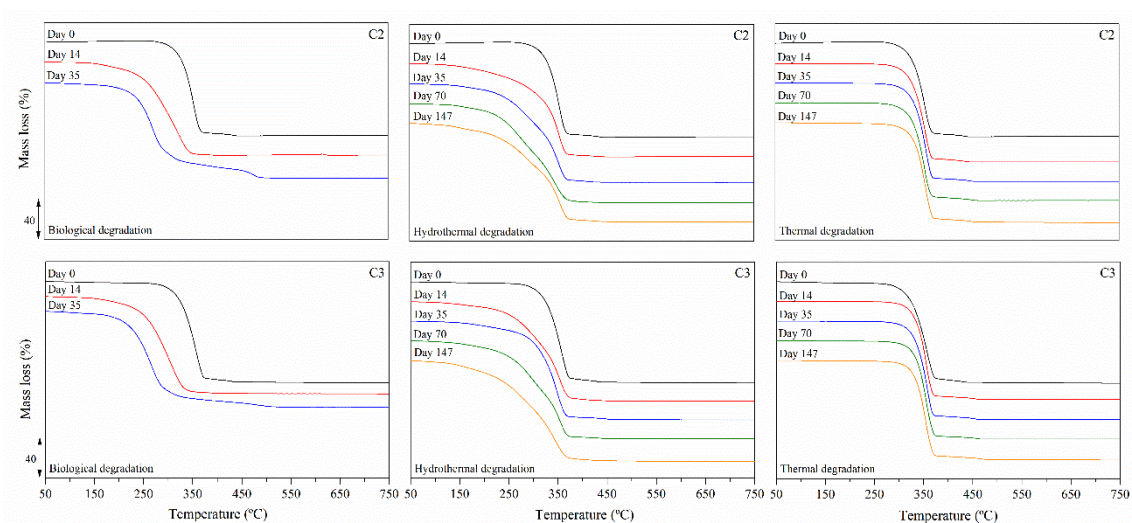 C2
Day 0
Day 14
Day 35
Mass loss (%)
40
Biological degradation
C2
Day 0
Day 14
Day 35
Day 70
Day 147
Hydrothermal degradation
C2
Day 0
Day 14
Day 35
Day 70
Day 147
Thermal degradation
C3
Day 0
Day 14
Day 35
Mass loss (%)
40
Biological degradation
50 150 250 350 450 550 650 750
Temperature (ºC)
C3
Day 0
Day 14
Day 35
Day 70
Day 147
Hydrothermal degradation
50 150 250 350 450 550 650 750
Temperature (ºC)
C3
Day 0
Day 14
Day 35
Day 70
Day 147
Thermal degradation
50 150 250 350 450 550 650 750
Temperature (ºC)